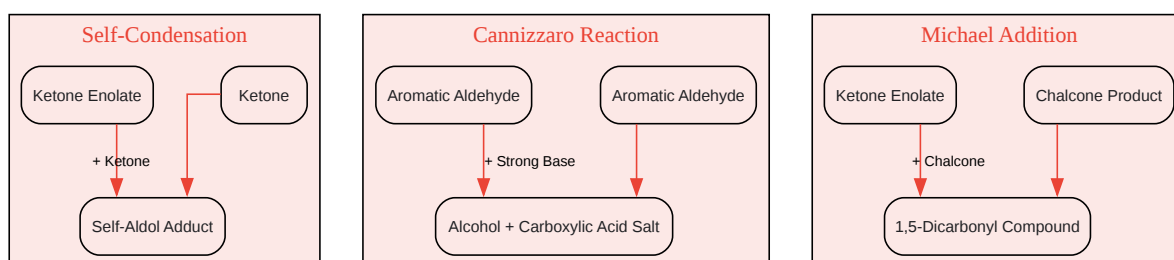 Self-Condensation
Ketone Enolate
Ketone
+ Ketone
Self-Aldol Adduct
Cannizzaro Reaction
Aromatic Aldehyde
Aromatic Aldehyde
+ Strong Base
Alcohol + Carboxylic Acid Salt
Michael Addition
Ketone Enolate
Chalcone Product
+ Chalcone
1,5-Dicarbonyl Compound